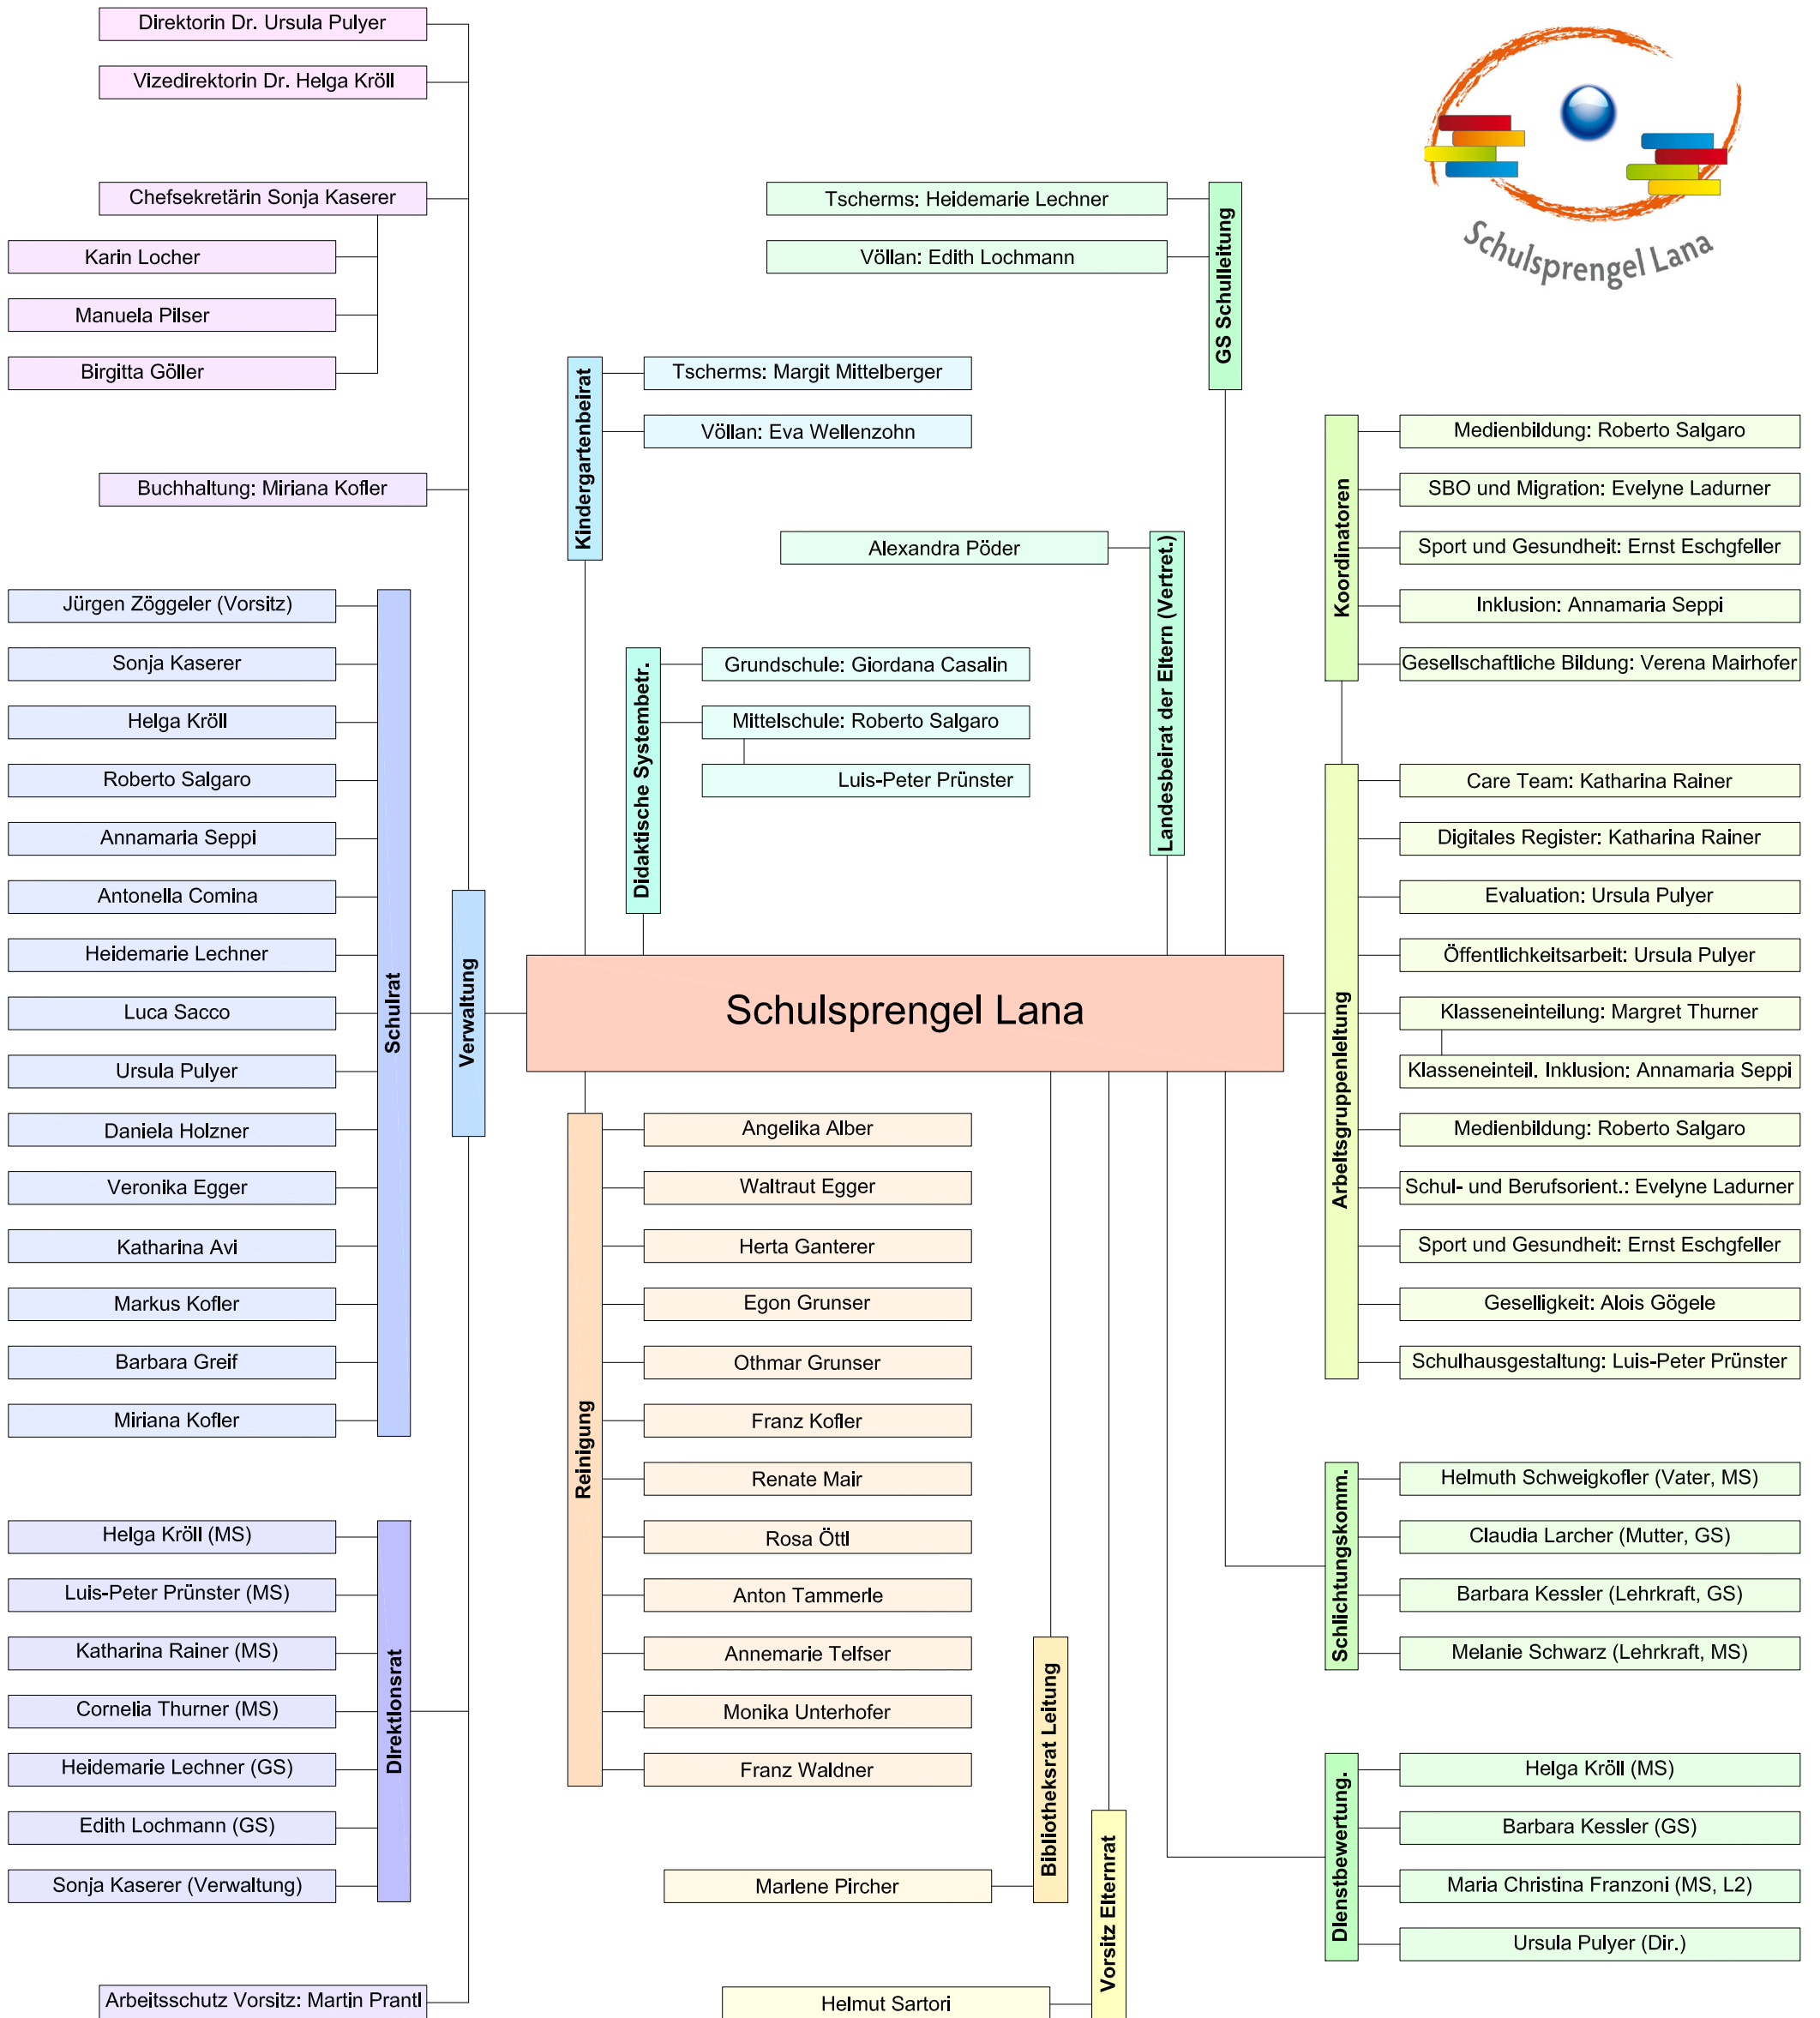 Direktorin Dr. Ursula Pulyer
Vizedirektorin Dr. Helga Kröll
Chefsekretärin Sonja Kaserer
Karin Locher
Manuela Pilser
Birgitta Göller
Buchhaltung: Miriana Kofler
Schulsprengel Lana
GS Schulleitung
Tscherms: Heidemarie Lechner
Völlan: Edith Lochmann
Kindergartenbeirat
Tscherms: Margit Mittelberger
Völlan: Eva Wellenzohn
Landesbeirat der Eltern (Vertret.)
Alexandra Pöder
Didaktische Systembetr.
Grundschule: Giordana Casalin
Mittelschule: Roberto Salgaro
Luis-Peter Prünster
Koordinatoren
Medienbildung: Roberto Salgaro
SBO und Migration: Evelyne Ladurner
Sport und Gesundheit: Ernst Eschgfeller
Inklusion: Annamaria Seppi
Gesellschaftliche Bildung: Verena Mairhofer
Schulrat
Jürgen Zöggeler (Vorsitz)
Sonja Kaserer
Helga Kröll
Roberto Salgaro
Annamaria Seppi
Antonella Comina
Heidemarie Lechner
Luca Sacco
Ursula Pulyer
Daniela Holzner
Veronika Egger
Katharina Avi
Markus Kofler
Barbara Greif
Miriana Kofler
Verwaltung
Schulsprengel Lana
Arbeitsgruppenleitung
Care Team: Katharina Rainer
Digitales Register: Katharina Rainer
Evaluation: Ursula Pulyer
Öffentlichkeitsarbeit: Ursula Pulyer
Klasseneinteilung: Margret Thurner
Klasseneinteil. Inklusion: Annamaria Seppi
Medienbildung: Roberto Salgaro
Schul- und Berufsorient.: Evelyne Ladurner
Sport und Gesundheit: Ernst Eschgfeller
Geselligkeit: Alois Gögele
Schulhausgestaltung: Luis-Peter Prünster
Reinigung
Angelika Alber
Waltraut Egger
Herta Ganterer
Egon Grunser
Othmar Grunser
Franz Kofler
Renate Mair
Rosa Öttl
Anton Tammerle
Annemarie Telfser
Monika Unterhofer
Franz Waldner
Direktionsrat
Helga Kröll (MS)
Luis-Peter Prünster (MS)
Katharina Rainer (MS)
Cornelia Thurner (MS)
Heidemarie Lechner (GS)
Edith Lochmann (GS)
Sonja Kaserer (Verwaltung)
Arbeitsschutz Vorsitz: Martin Prantl
Bibliotheksrat Leitung
Marlene Pircher
Vorsitz Elternrat
Helmut Sartori
Schlichtungskomm.
Helmuth Schweigkofler (Vater, MS)
Claudia Larcher (Mutter, GS)
Barbara Kessler (Lehrkraft, GS)
Melanie Schwarz (Lehrkraft, MS)
Dienstbewertung.
Helga Kröll (MS)
Barbara Kessler (GS)
Maria Christina Franzoni (MS, L2)
Ursula Pulyer (Dir.)